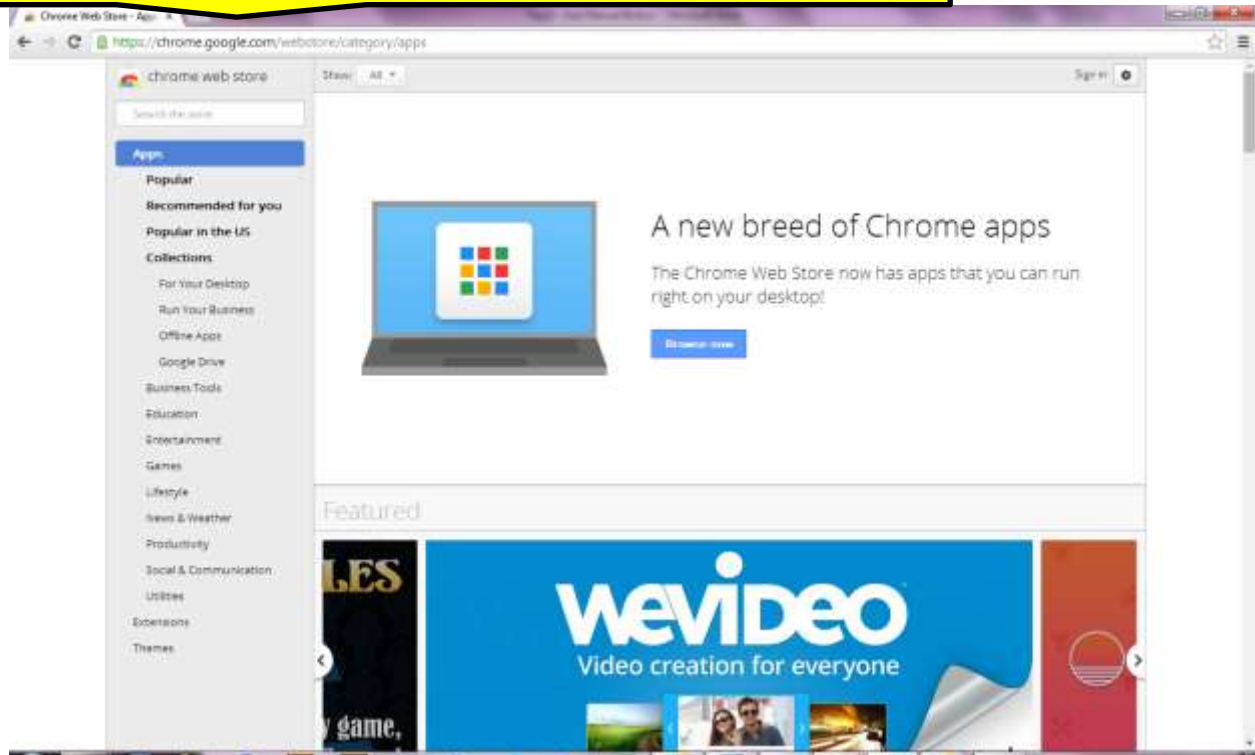 Chrome Web Store - Apps
https://chrome.google.com/webstore/category/apps
chrome web store
Show: All
Sign in
Search the store
Apps
Popular
Recommended for you
Popular in the US
Collections
For Your Desktop
Run Your Business
Offline Apps
Google Drive
Business Tools
Education
Entertainment
Games
Lifestyle
News & Weather
Productivity
Social & Communication
Utilities
Extensions
Themes
A new breed of Chrome apps
The Chrome Web Store now has apps that you can run
right on your desktop!
Browse now
Featured
LES
y game,
WeVideo
Video creation for everyone